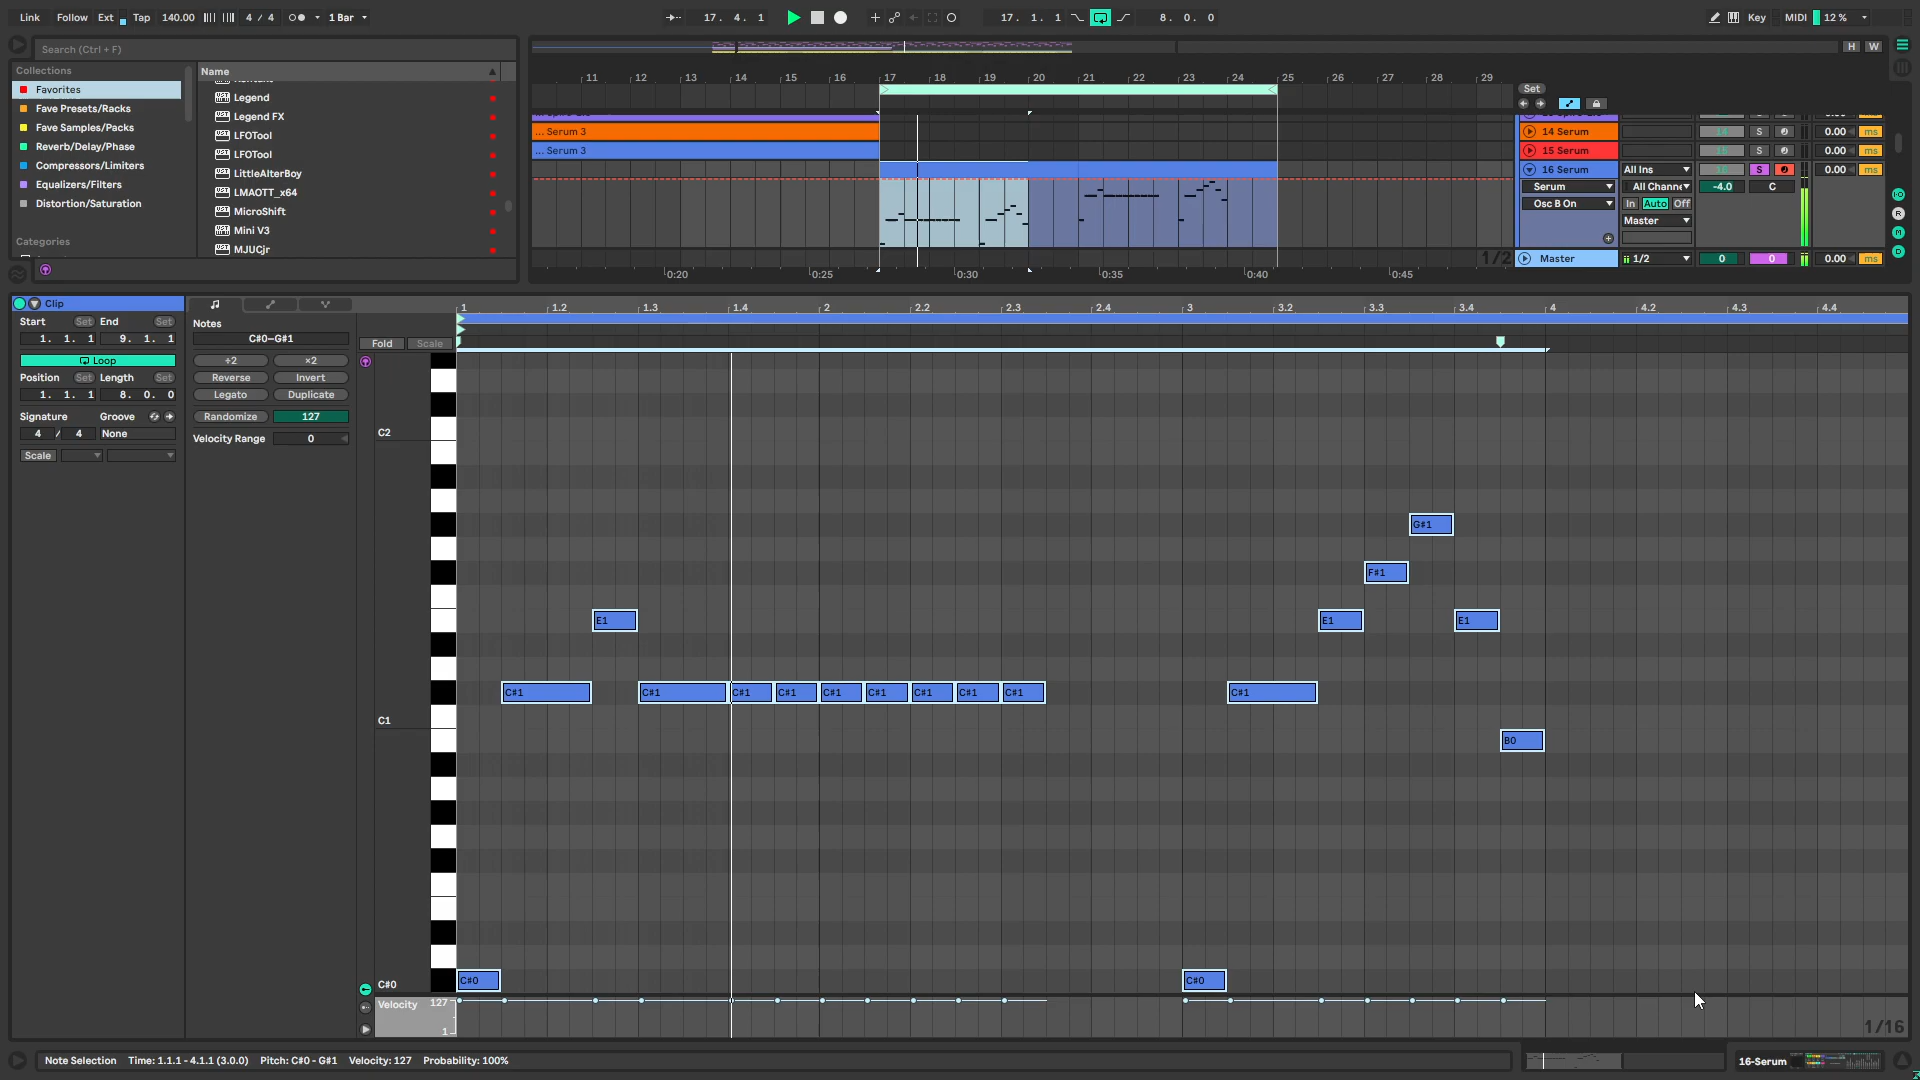 Link Follow Ext Tap 140.00 4 / 4 1 Bar 17. 4. 1 17. 1. 1 8. 0. 0 Key MIDI 12 %
Search (Ctrl + F)
H W
Collections
Favorites
Fave Presets/Racks
Fave Samples/Packs
Reverb/Delay/Phase
Compressors/Limiters
Equalizers/Filters
Distortion/Saturation
Categories
Name
Legend
Legend FX
LFOTool
LFOTool
LittleAlterBoy
LMAOTT_x64
MicroShift
Mini V3
MJUCjr
11 12 13 14 15 16 17 18 19 20 21 22 23 24 25 26 27 28 29
Set
... Serum 3
... Serum 3
14 Serum 14 S 0.00 ms
15 Serum 15 S 0.00 ms
16 Serum All Ins 16 S 0.00 ms
Serum All Channe -4.0 C
Osc B On In Auto Off
Master
1/2
Master 1/2 0 0 0.00 ms
0:20 0:25 0:30 0:35 0:40 0:45
Clip
Start Set End Set
1. 1. 1 9. 1. 1
Loop
Position Set Length Set
1. 1. 1 8. 0. 0
Signature Groove
4 / 4 None
Scale
Notes
C#0–G#1
÷2 ×2
Reverse Invert
Legato Duplicate
Randomize 127
Velocity Range 0
1 1.2 1.3 1.4 2 2.2 2.3 2.4 3 3.2 3.3 3.4 4 4.2 4.3 4.4
Fold Scale
C2
G#1
F#1
E1 E1 E1
C#1 C#1 C#1 C#1 C#1 C#1 C#1 C#1 C#1 C#1
C1
B0
C#0 C#0 C#0
Velocity 127
1
1/16
Note Selection Time: 1.1.1 - 4.1.1 (3.0.0) Pitch: C#0 - G#1 Velocity: 127 Probability: 100%
16-Serum